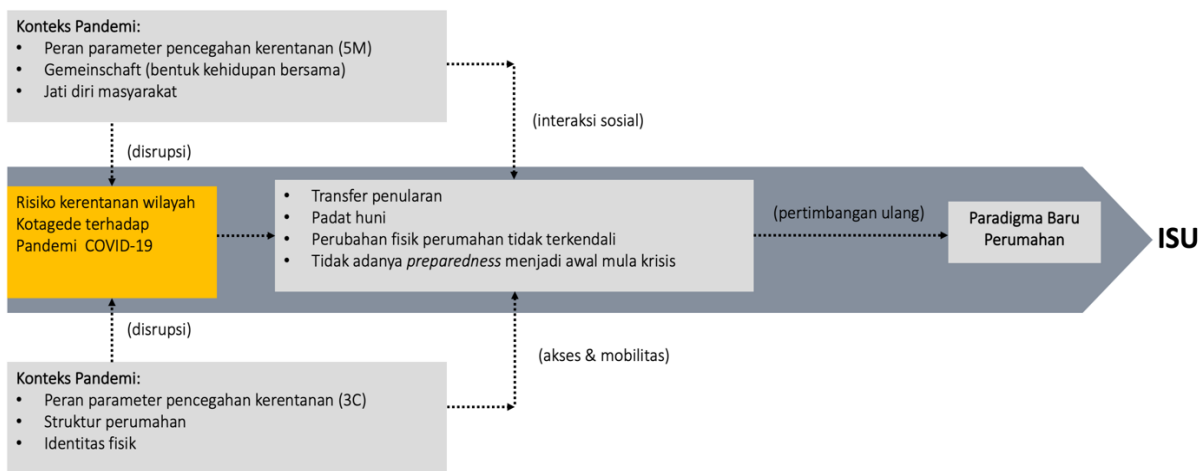 Konteks Pandemi:
• Peran parameter pencegahan kerentanan (5M)
• Gemeinschaft (bentuk kehidupan bersama)
• Jati diri masyarakat
(interaksi sosial)
(disrupsi)
Risiko kerentanan wilayah
Kotagede terhadap
Pandemi COVID-19
• Transfer penularan
• Padat huni
• Perubahan fisik perumahan tidak terkendali
• Tidak adanya preparedness menjadi awal mula krisis
(pertimbangan ulang)
Paradigma Baru
Perumahan
ISU
(disrupsi)
(akses & mobilitas)
Konteks Pandemi:
• Peran parameter pencegahan kerentanan (3C)
• Struktur perumahan
• Identitas fisik